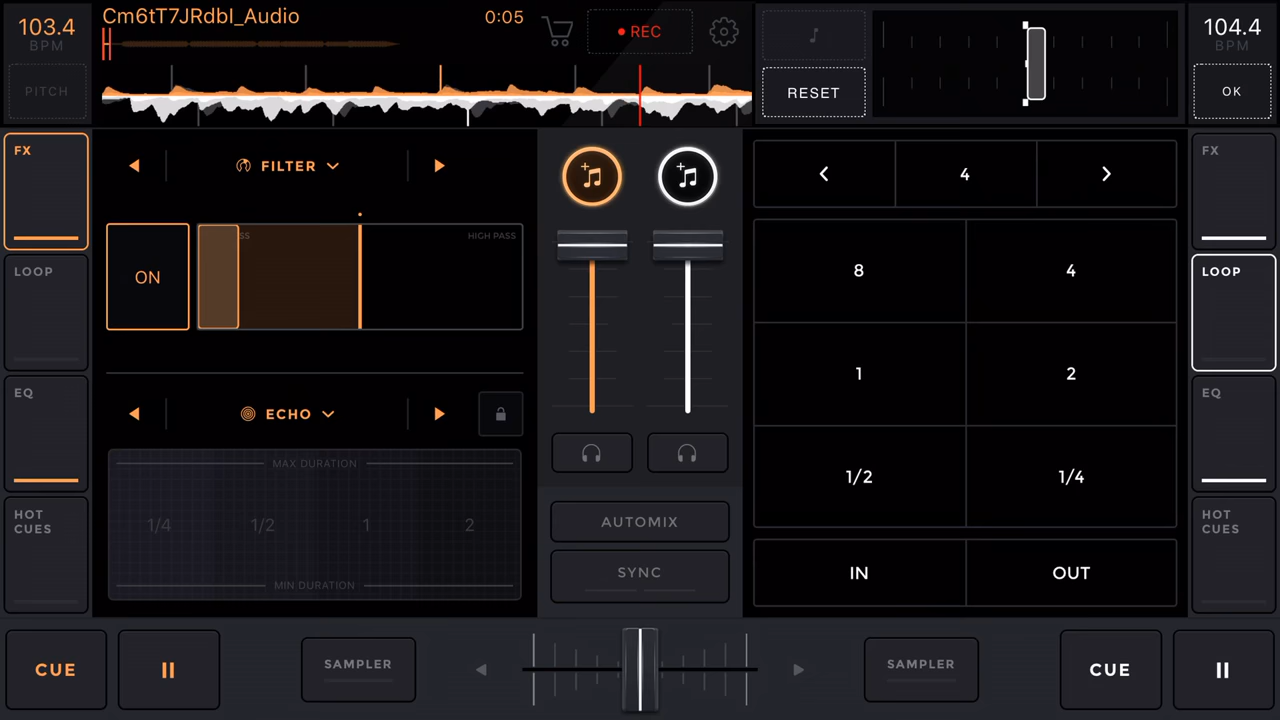 103.4
BPM
PITCH
Cm6tT7JRdbI_Audio
0:05
REC
RESET
104.4
BPM
OK
FX
LOOP
EQ
HOT
CUES
FILTER
ON
SS
HIGH PASS
ECHO
MAX DURATION
1/4 1/2 1 2
MIN DURATION
AUTOMIX
SYNC
4
8 4
1 2
1/2 1/4
IN OUT
FX
LOOP
EQ
HOT
CUES
CUE
SAMPLER
SAMPLER
CUE